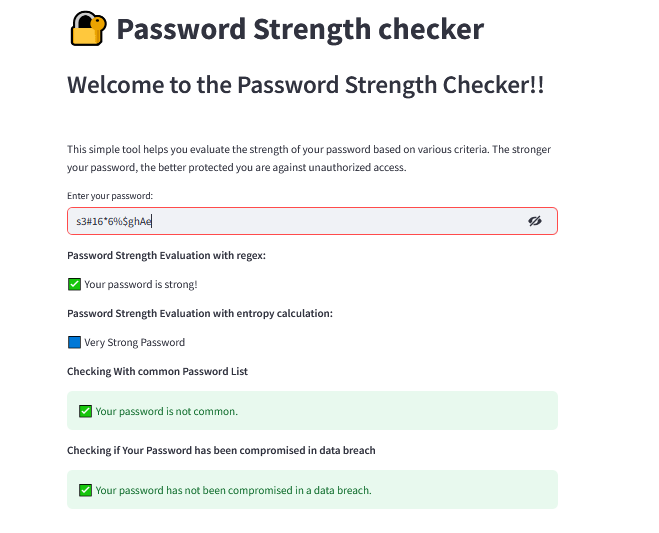 Password Strength checker
Welcome to the Password Strength Checker!!
This simple tool helps you evaluate the strength of your password based on various criteria. The stronger
your password, the better protected you are against unauthorized access.
Enter your password:
s3#16*6%$ghAe
Password Strength Evaluation with regex:
✅ Your password is strong!
Password Strength Evaluation with entropy calculation:
🟦 Very Strong Password
Checking With common Password List
✅ Your password is not common.
Checking if Your Password has been compromised in data breach
✅ Your password has not been compromised in a data breach.